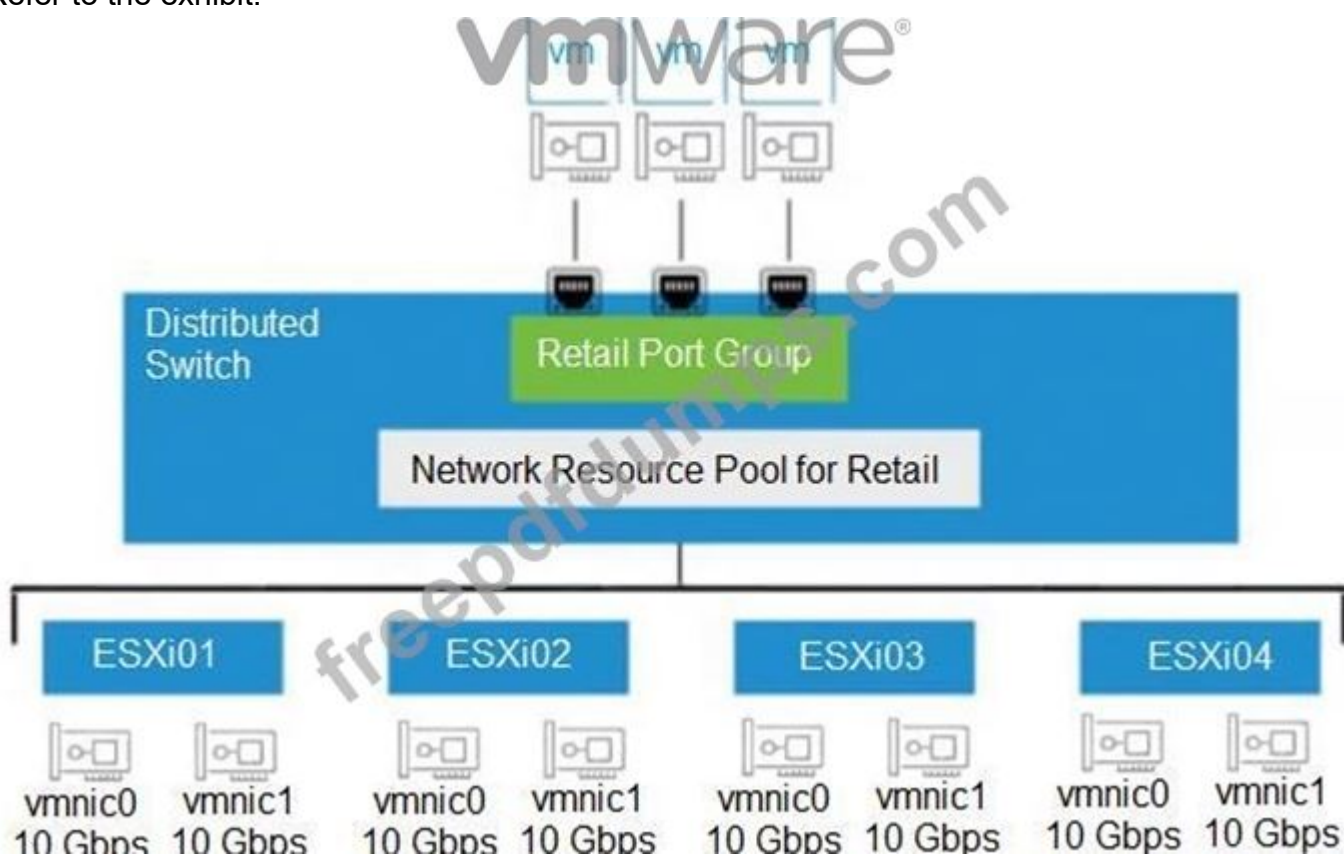 Refer to the exhibit.
vmware®
vm vm vm
Distributed
Switch
Retail Port Group
Network Resource Pool for Retail
freepdfdumps.com
ESXi01 ESXi02 ESXi03 ESXi04
vmnic0 vmnic1 vmnic0 vmnic1 vmnic0 vmnic1 vmnic0 vmnic1
10 Gbps 10 Gbps 10 Gbps 10 Gbps 10 Gbps 10 Gbps 10 Gbps 10 Gbps